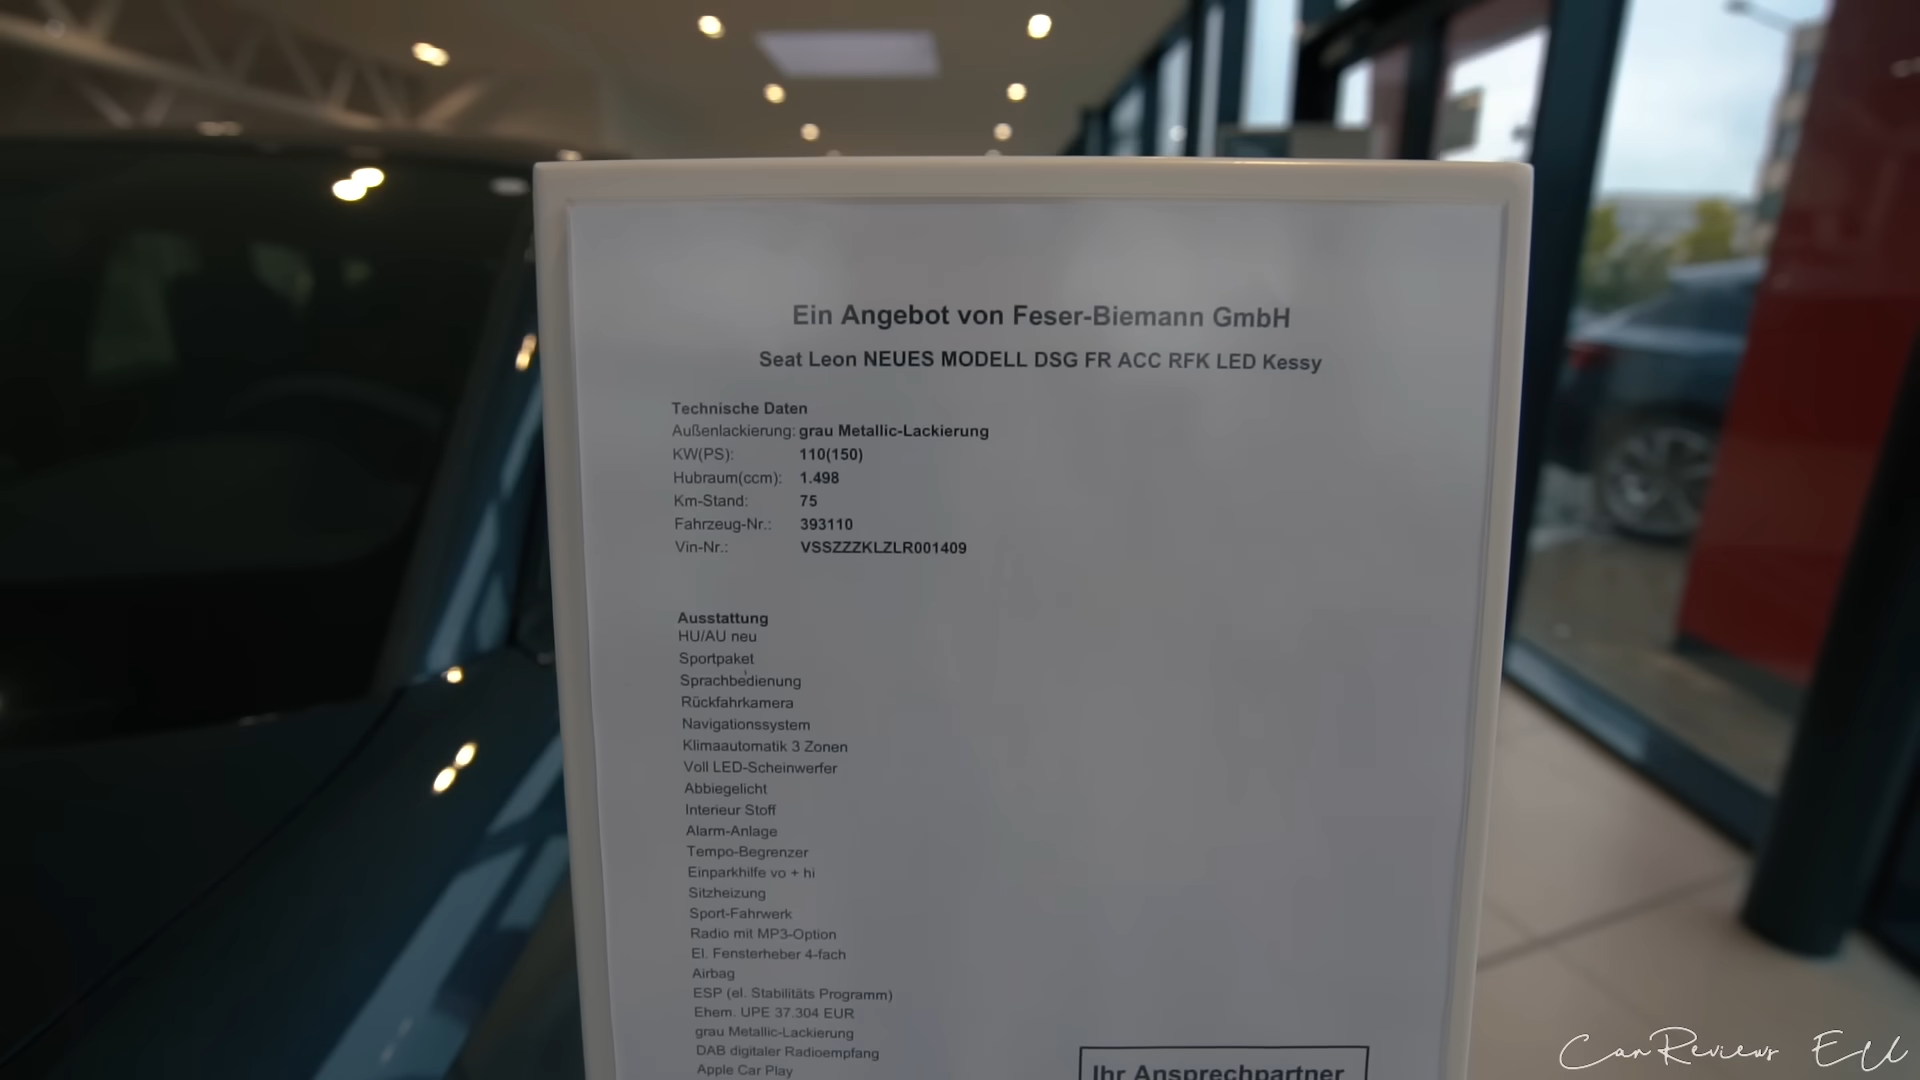 Ein Angebot von Feser-Biemann GmbH
Seat Leon NEUES MODELL DSG FR ACC RFK LED Kessy
Technische Daten
Außenlackierung: grau Metallic-Lackierung
KW(PS): 110(150)
Hubraum(ccm): 1.498
Km-Stand: 75
Fahrzeug-Nr.: 393110
Vin-Nr.: VSSZZZKLZLR001409
Ausstattung
HU/AU neu
Sportpaket
Sprachbedienung
Rückfahrkamera
Navigationssystem
Klimaautomatik 3 Zonen
Voll LED-Scheinwerfer
Abbiegelicht
Interieur Stoff
Alarm-Anlage
Tempo-Begrenzer
Einparkhilfe vo + hi
Sitzheizung
Sport-Fahrwerk
Radio mit MP3-Option
El. Fensterheber 4-fach
Airbag
ESP (el. Stabilitäts Programm)
Ehem. UPE 37.304 EUR
grau Metallic-Lackierung
DAB digitaler Radioempfang
Apple Car Play
Ihr Ansprechpartner
CarReviews EU